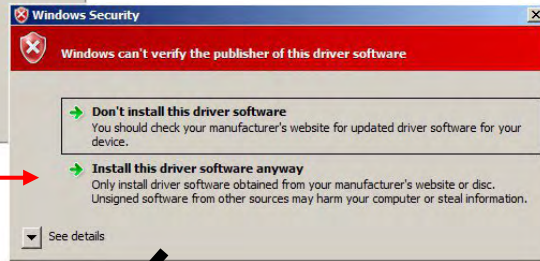 Windows Security
Windows can't verify the publisher of this driver software
Don't install this driver software
You should check your manufacturer's website for updated driver software for your
device.
Install this driver software anyway
Only install driver software obtained from your manufacturer's website or disc.
Unsigned software from other sources may harm your computer or steal information.
See details